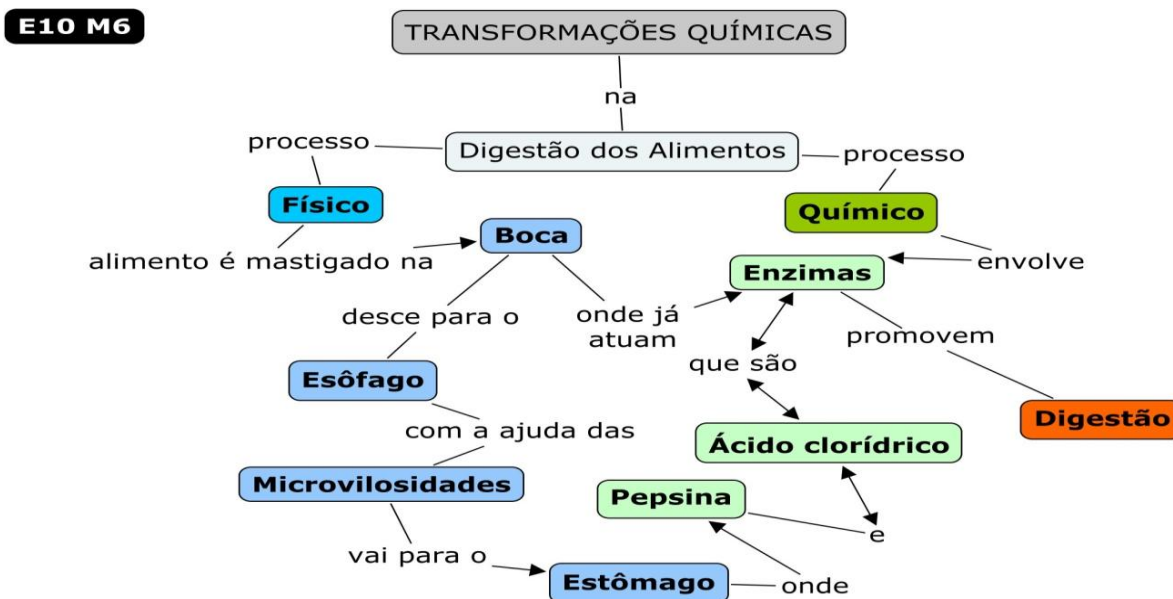 E10 M6
TRANSFORMAÇÕES QUÍMICAS
na
processo
Digestão dos Alimentos
processo
Físico
Químico
Boca
alimento é mastigado na
Enzimas
envolve
desce para o
onde já
atuam
promovem
que são
Esôfago
Digestão
com a ajuda das
Ácido clorídrico
Microvilosidades
Pepsina
e
vai para o
Estômago
onde